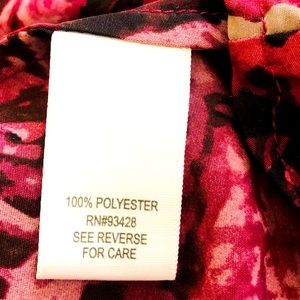 100% POLYESTER
RN#93428
SEE REVERSE
FOR CARE